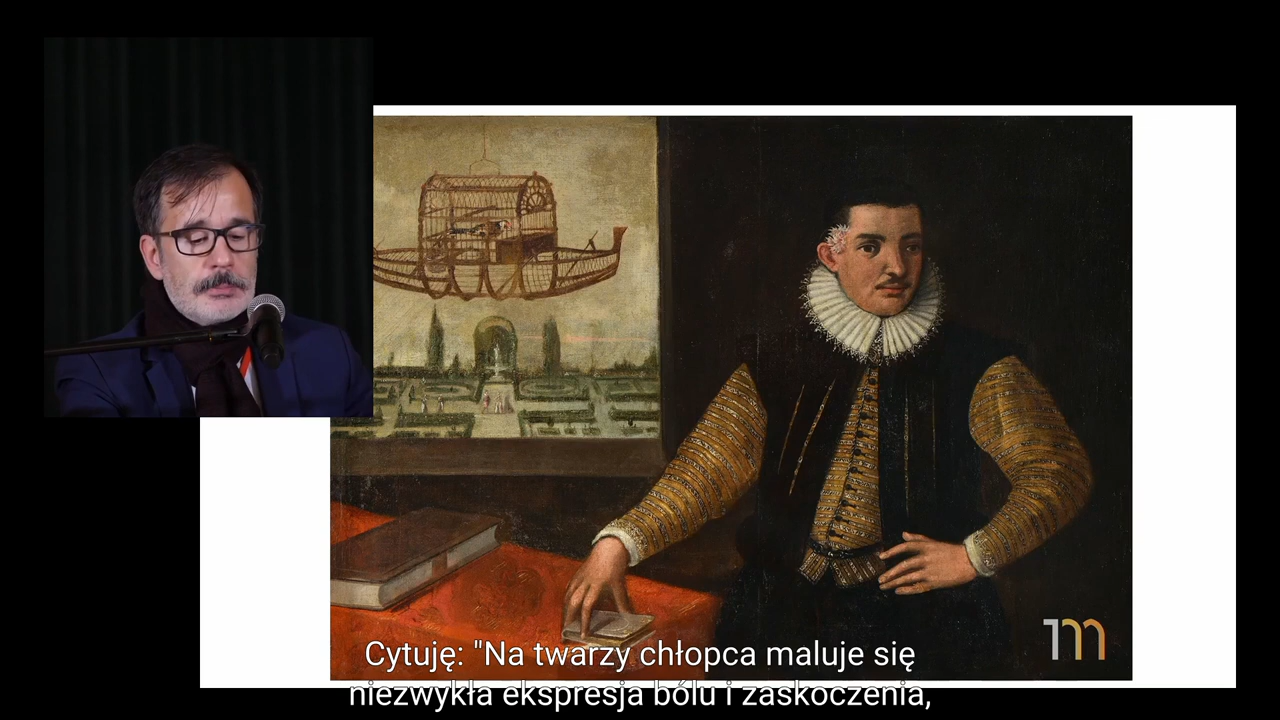 Cytuję: "Na twarzy chłopca maluje się
niezwykła ekspresja bólu i zaskoczenia,